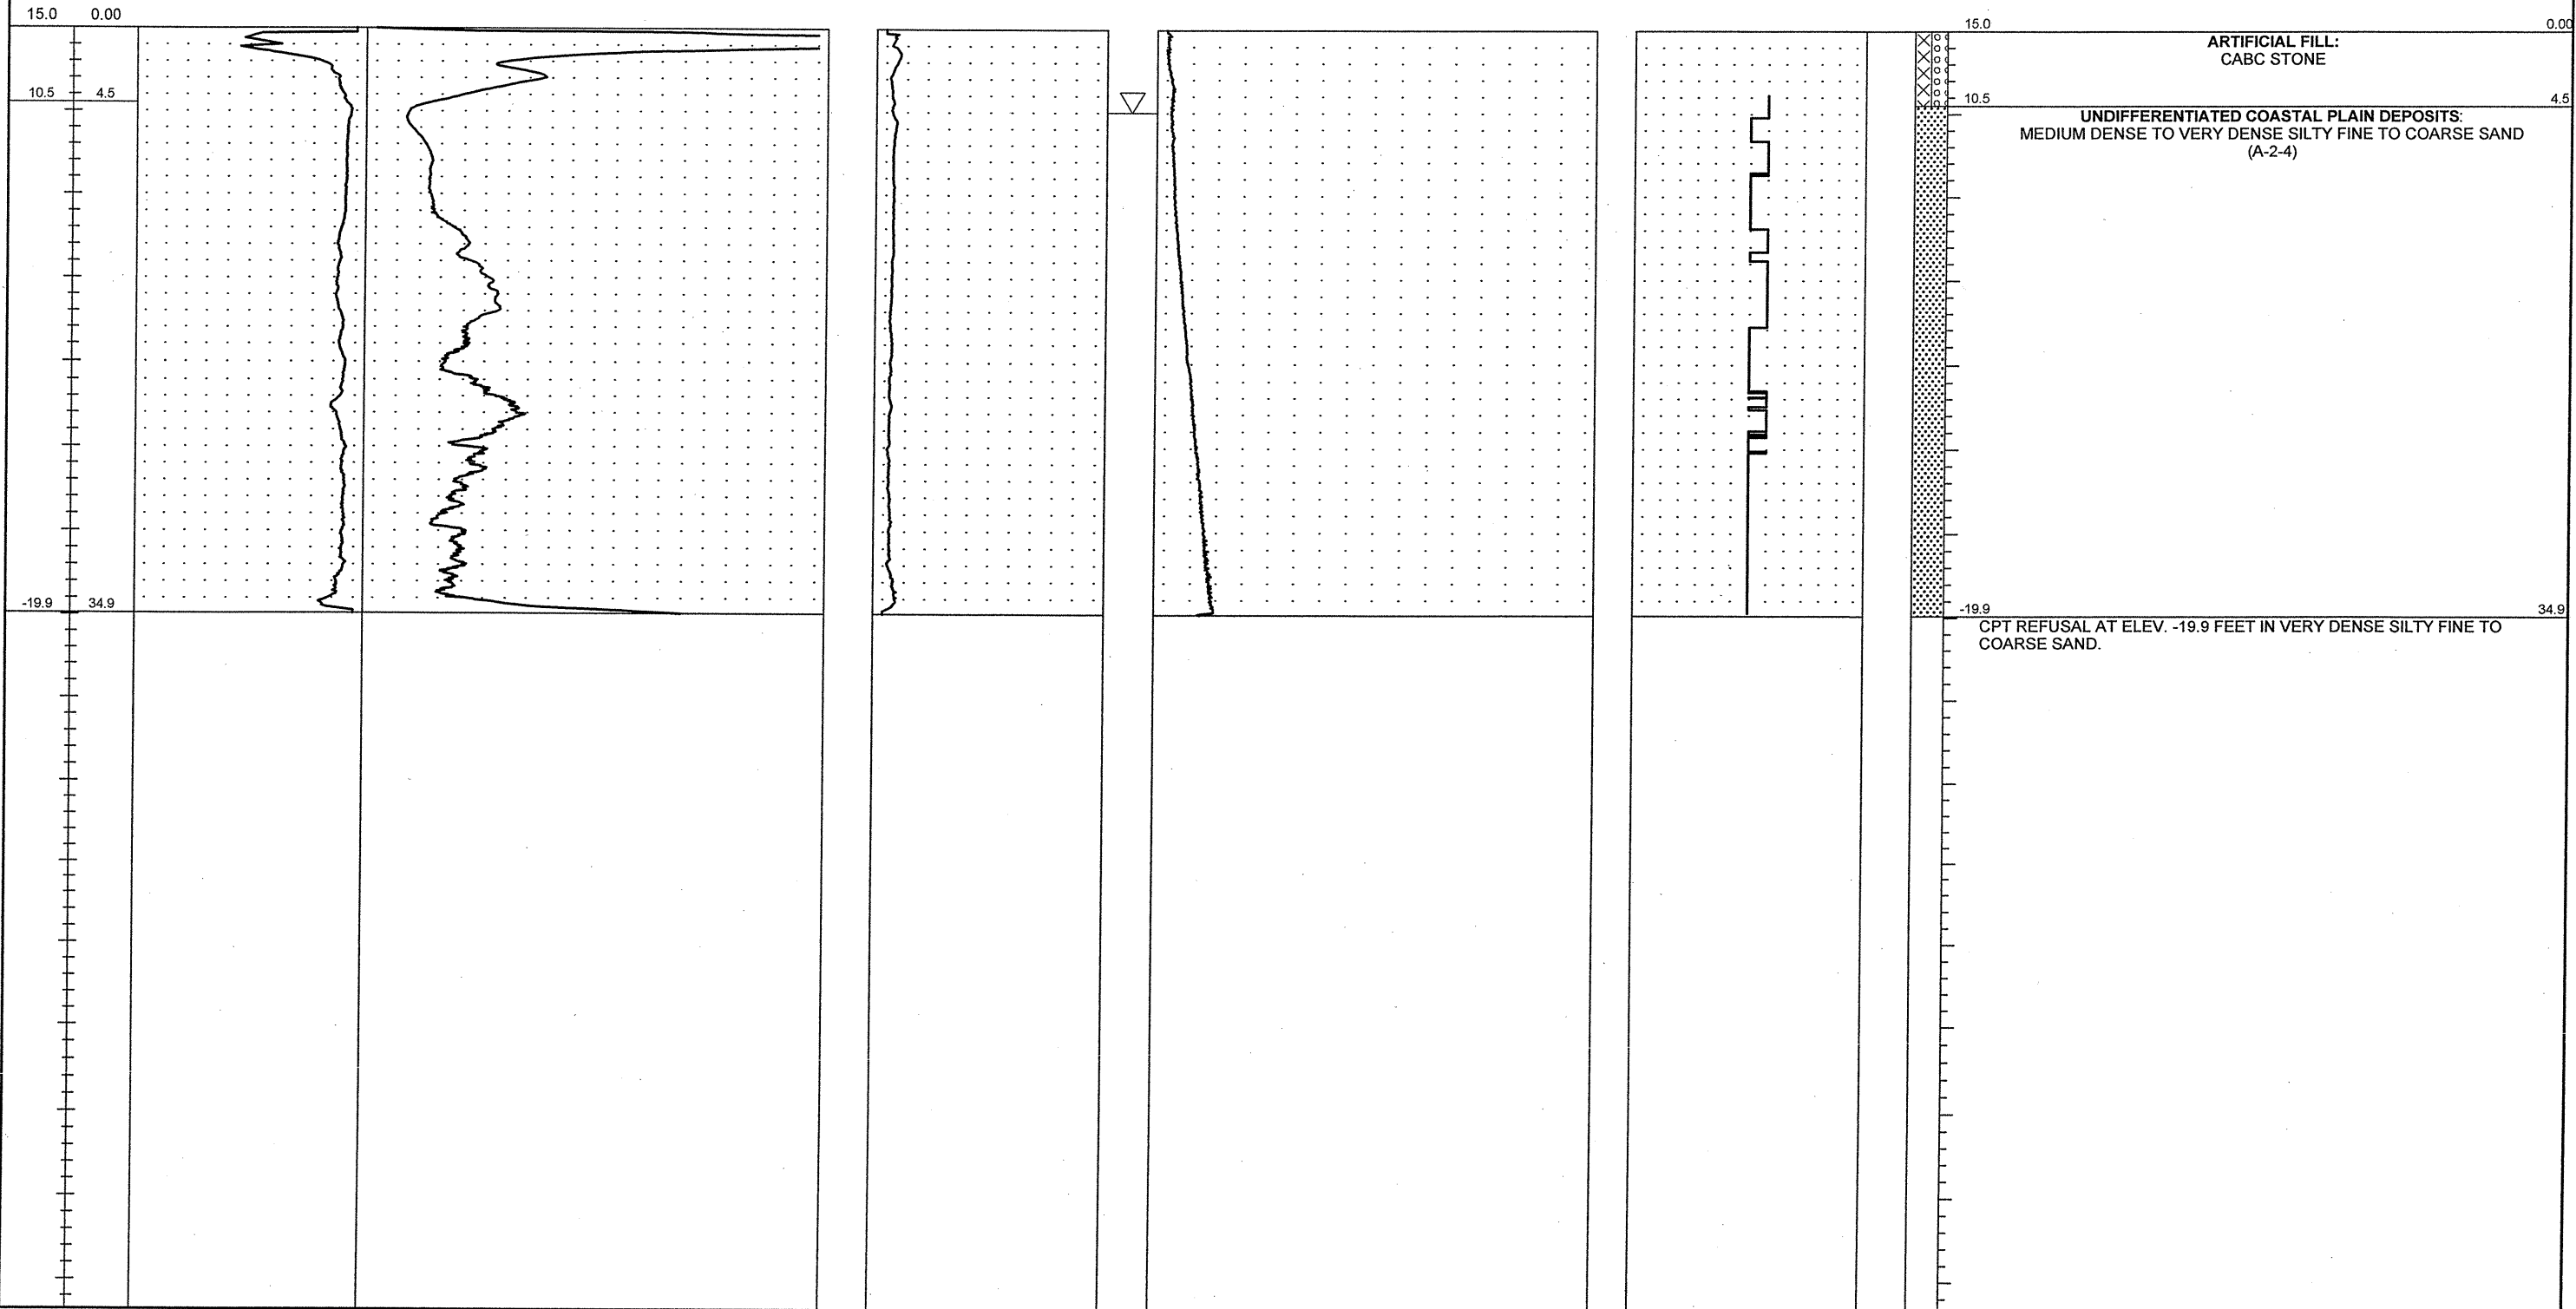 15.0 0.00
15.0 0.00
ARTIFICIAL FILL:
CABC STONE
10.5 4.5
10.5 4.5
UNDIFFERENTIATED COASTAL PLAIN DEPOSITS:
MEDIUM DENSE TO VERY DENSE SILTY FINE TO COARSE SAND
(A-2-4)
-19.9 34.9
-19.9 34.9
CPT REFUSAL AT ELEV. -19.9 FEET IN VERY DENSE SILTY FINE TO
COARSE SAND.